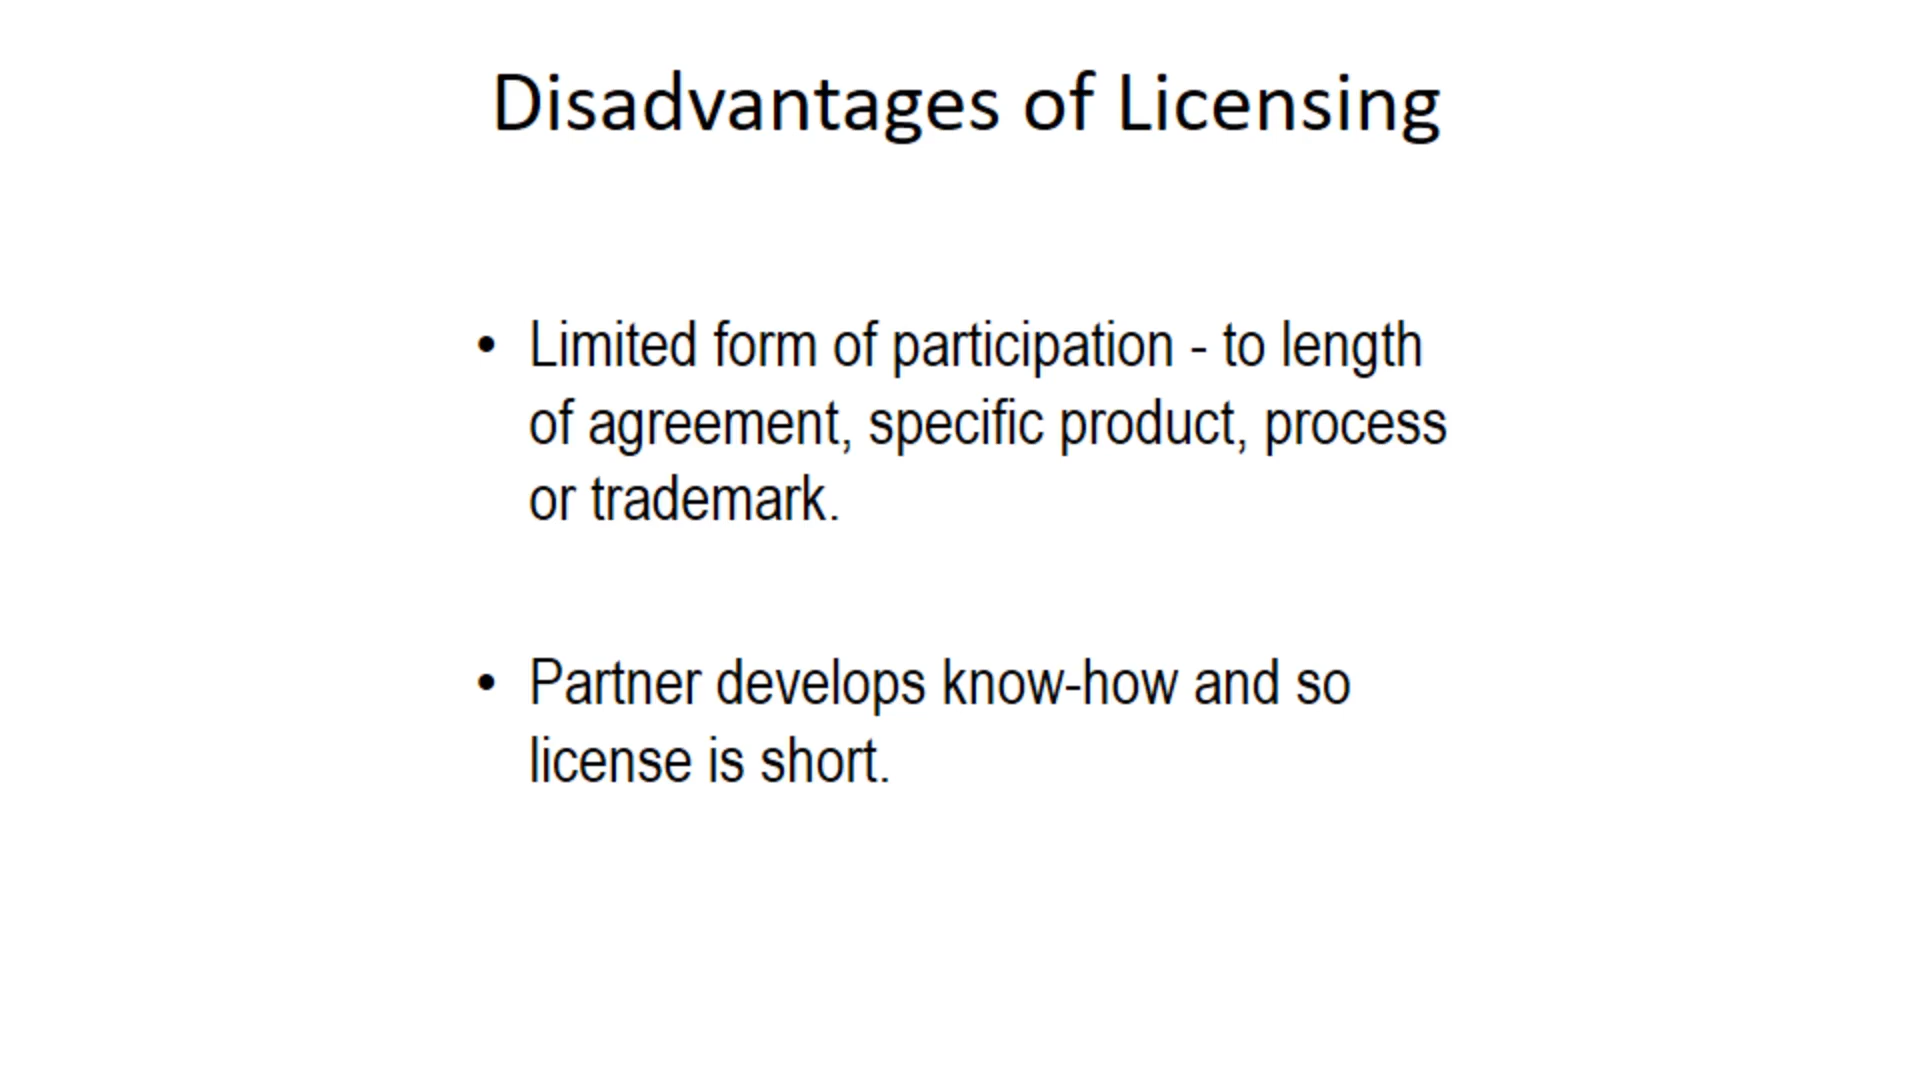 Disadvantages of Licensing
• Limited form of participation - to length
of agreement, specific product, process
or trademark.
• Partner develops know-how and so
license is short.